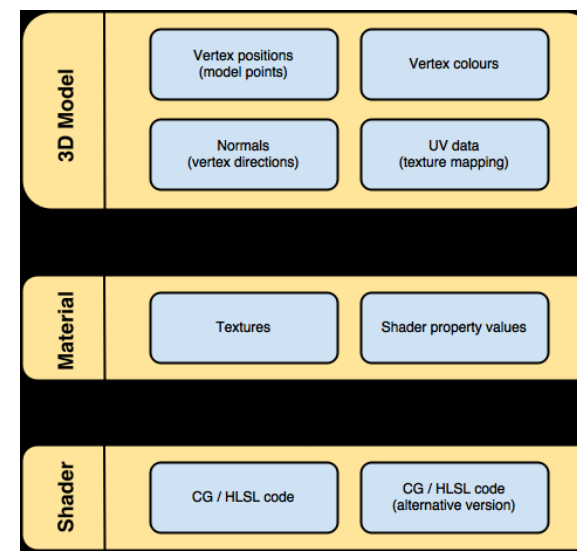 3D Model
Vertex positions
(model points)
Vertex colours
Normals
(vertex directions)
UV data
(texture mapping)
Material
Textures
Shader property values
Shader
CG / HLSL code
CG / HLSL code
(alternative version)